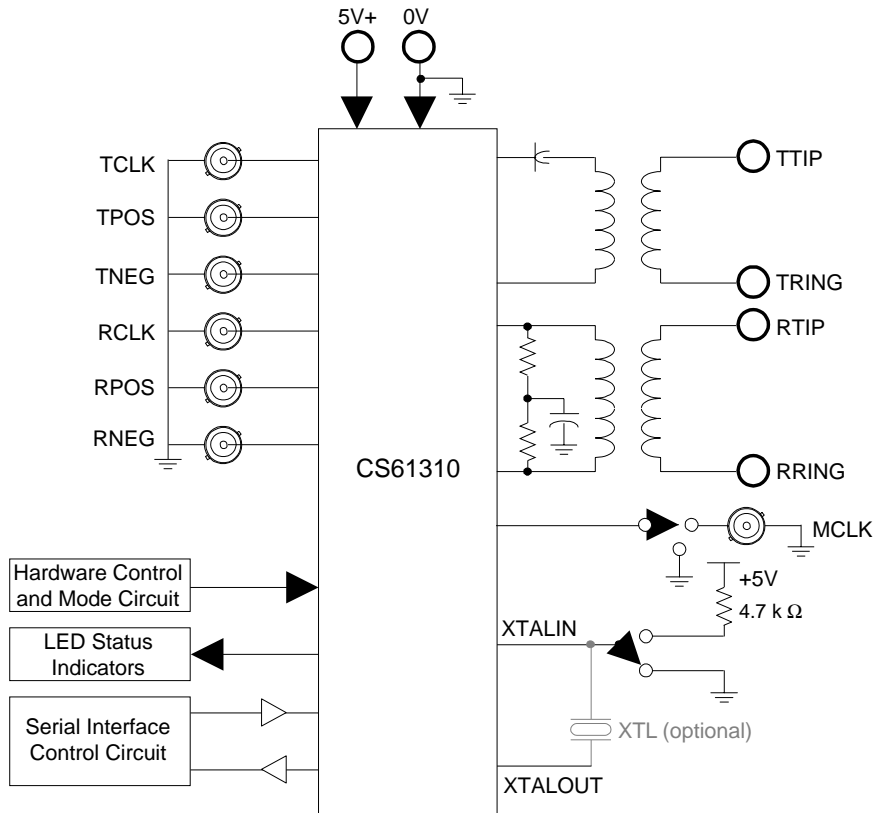 5V+ 0V
TCLK
TPOS
TNEG
RCLK
RPOS
RNEG
TTIP
TRING
RTIP
RRING
CS61310
MCLK
+5V
4.7 k Ω
Hardware Control
and Mode Circuit
LED Status
Indicators
Serial Interface
Control Circuit
XTALIN
XTL (optional)
XTALOUT